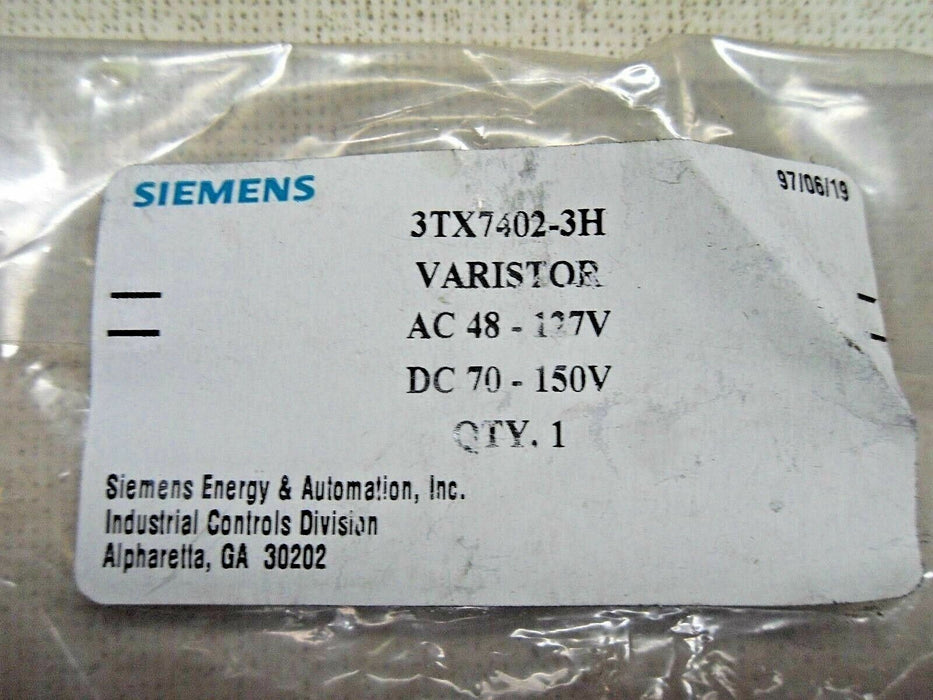 SIEMENS
97/06/19
3TX7402-3H
VARISTOR
AC 48 - 127V
DC 70 - 150V
QTY. 1
Siemens Energy & Automation, Inc.
Industrial Controls Division
Alpharetta, GA 30202